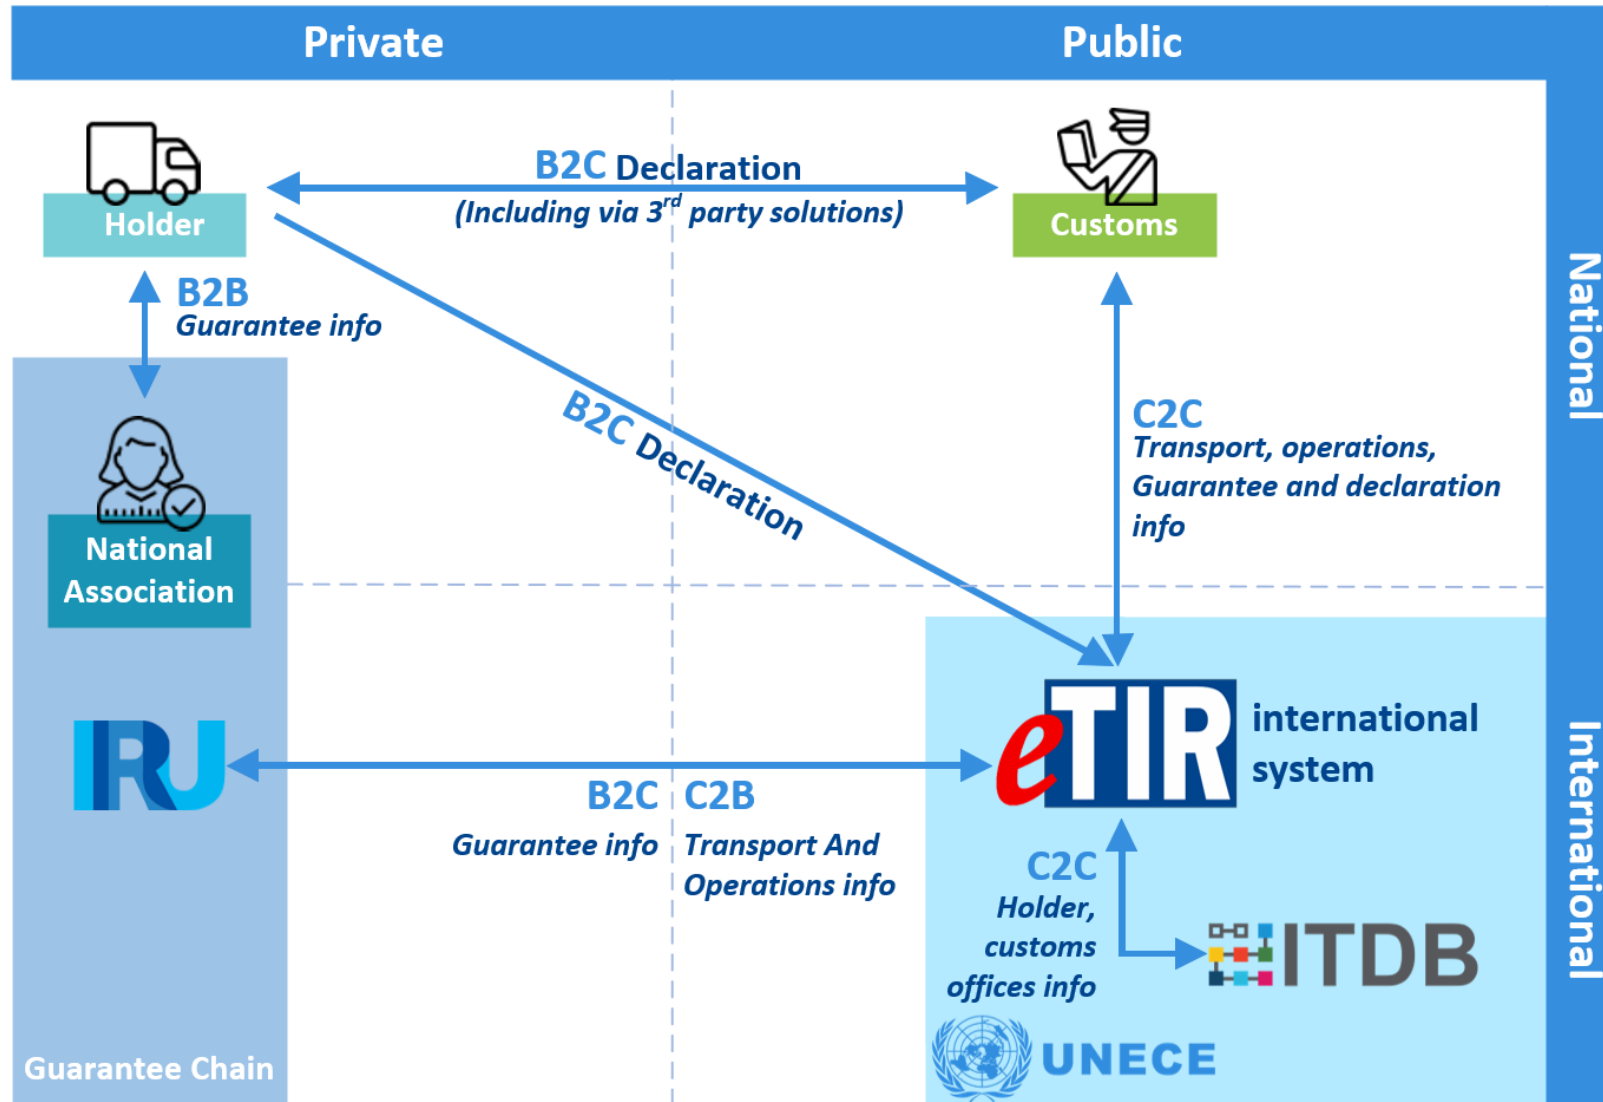 Private
Public
National
International
B2C Declaration
(Including via 3rd party solutions)
Holder
Customs
B2B
Guarantee info
B2C Declaration
C2C
Transport, operations,
Guarantee and declaration
info
National
Association
IRU
B2C
Guarantee info
C2B
Transport And
Operations info
eTIR
international
system
C2C
Holder,
customs
offices info
ITDB
UNECE
Guarantee Chain